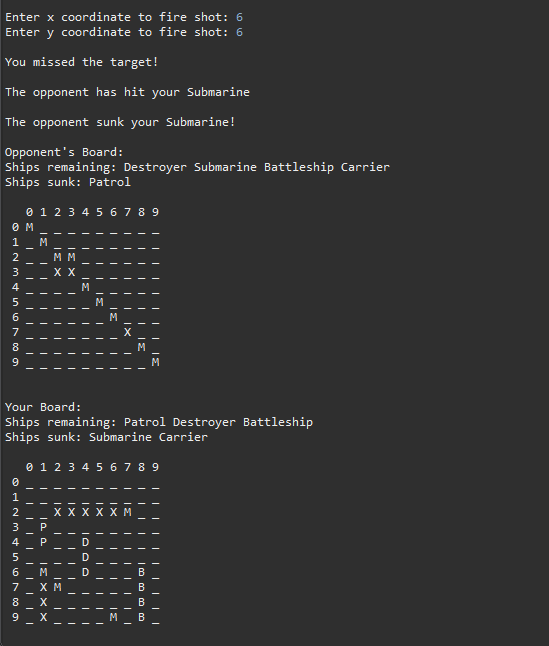 Enter x coordinate to fire shot: 6
Enter y coordinate to fire shot: 6
You missed the target!
The opponent has hit your Submarine
The opponent sunk your Submarine!
Opponent's Board:
Ships remaining: Destroyer Submarine Battleship Carrier
Ships sunk: Patrol
0 1 2 3 4 5 6 7 8 9
0 M _ _ _ _ _ _ _ _ _
1 _ M _ _ _ _ _ _ _ _
2 _ _ M M _ _ _ _ _ _
3 _ _ X X _ _ _ _ _ _
4 _ _ _ _ M _ _ _ _ _
5 _ _ _ _ _ M _ _ _ _
6 _ _ _ _ _ _ M _ _ _
7 _ _ _ _ _ _ _ X _ _
8 _ _ _ _ _ _ _ _ M _
9 _ _ _ _ _ _ _ _ _ M
Your Board:
Ships remaining: Patrol Destroyer Battleship
Ships sunk: Submarine Carrier
0 1 2 3 4 5 6 7 8 9
0 _ _ _ _ _ _ _ _ _ _
1 _ _ _ _ _ _ _ _ _ _
2 _ _ X X X X X M _ _
3 _ P _ _ _ _ _ _ _ _
4 _ P _ _ D _ _ _ _ _
5 _ _ _ _ D _ _ _ _ _
6 _ M _ _ D _ _ _ B _
7 _ X M _ _ _ _ _ B _
8 _ X _ _ _ _ _ _ B _
9 _ X _ _ _ _ M _ B _